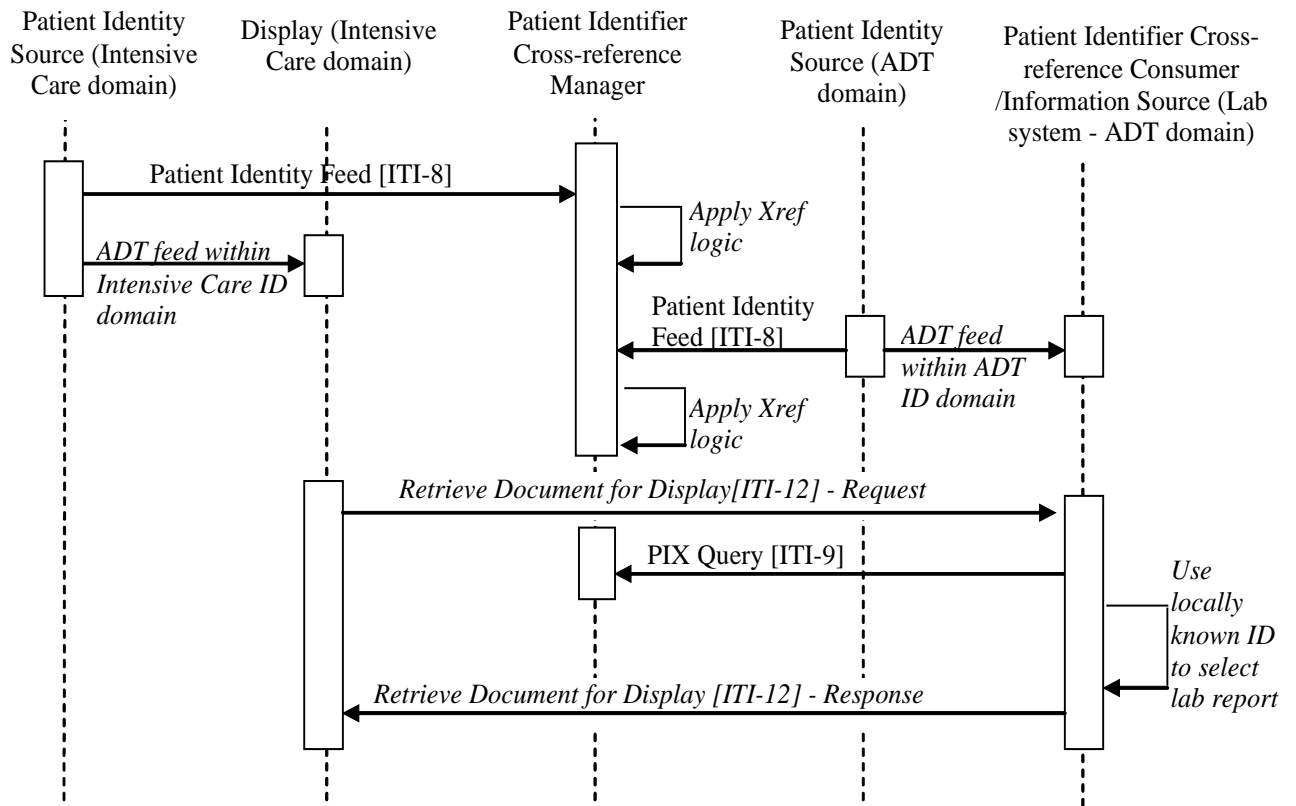 Patient Identity
Source (Intensive
Care domain)
Display (Intensive
Care domain)
Patient Identifier
Cross-reference
Manager
Patient Identity
Source (ADT
domain)
Patient Identifier Cross-
reference Consumer
/Information Source (Lab
system - ADT domain)
Patient Identity Feed [ITI-8]
Apply Xref
logic
ADT feed within
Intensive Care ID
domain
Patient Identity
Feed [ITI-8]
ADT feed
within ADT
ID domain
Apply Xref
logic
Retrieve Document for Display[ITI-12] - Request
PIX Query [ITI-9]
Use
locally
known ID
to select
lab report
Retrieve Document for Display [ITI-12] - Response